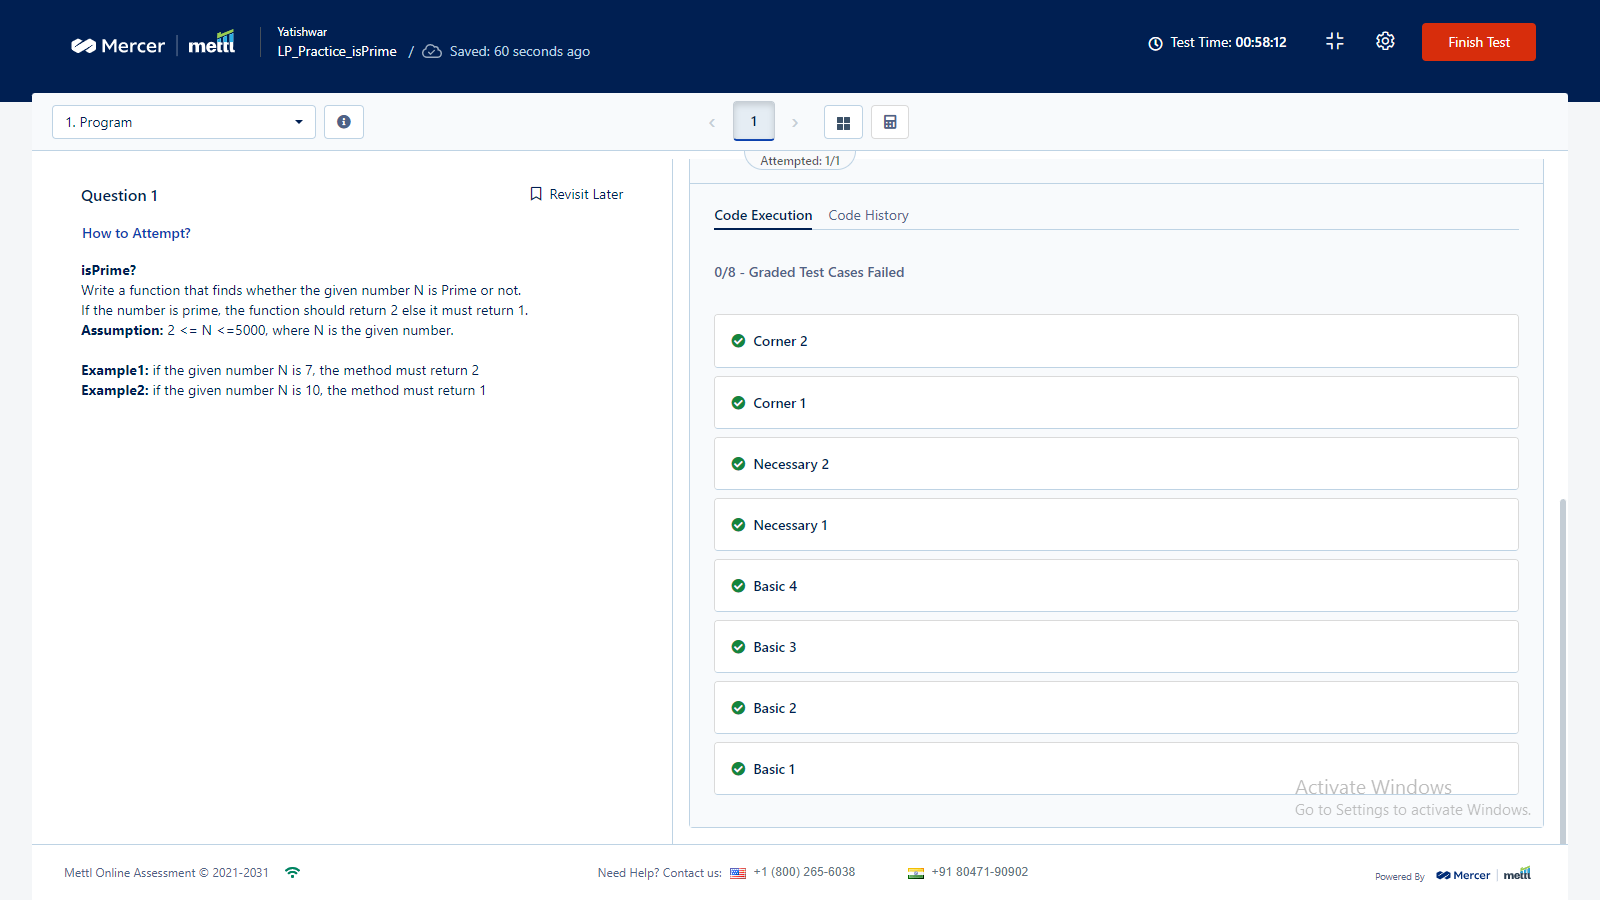 Mercer | mettl
Yatishwar
LP_Practice_isPrime / Saved: 60 seconds ago
Test Time: 00:58:12
Finish Test
1. Program
1
Attempted: 1/1
Question 1
Revisit Later
How to Attempt?
isPrime?
Write a function that finds whether the given number N is Prime or not.
If the number is prime, the function should return 2 else it must return 1.
Assumption: 2 <= N <=5000, where N is the given number.
Example1: if the given number N is 7, the method must return 2
Example2: if the given number N is 10, the method must return 1
Code Execution
Code History
0/8 - Graded Test Cases Failed
Corner 2
Corner 1
Necessary 2
Necessary 1
Basic 4
Basic 3
Basic 2
Basic 1
Activate Windows
Go to Settings to activate Windows.
Mettl Online Assessment © 2021-2031
Need Help? Contact us: +1 (800) 265-6038
+91 80471-90902
Powered By Mercer | mettl